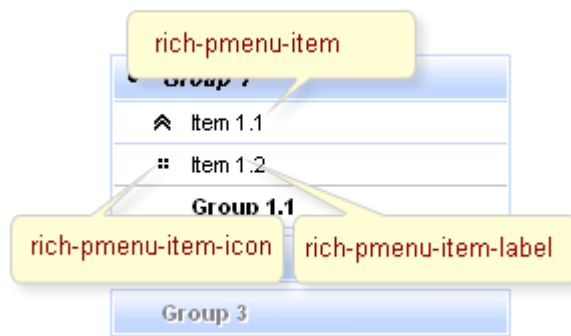 rich-pmenu-item
Group 1
Item 1.1
Item 1.2
Group 1.1
rich-pmenu-item-icon
rich-pmenu-item-label
Group 3